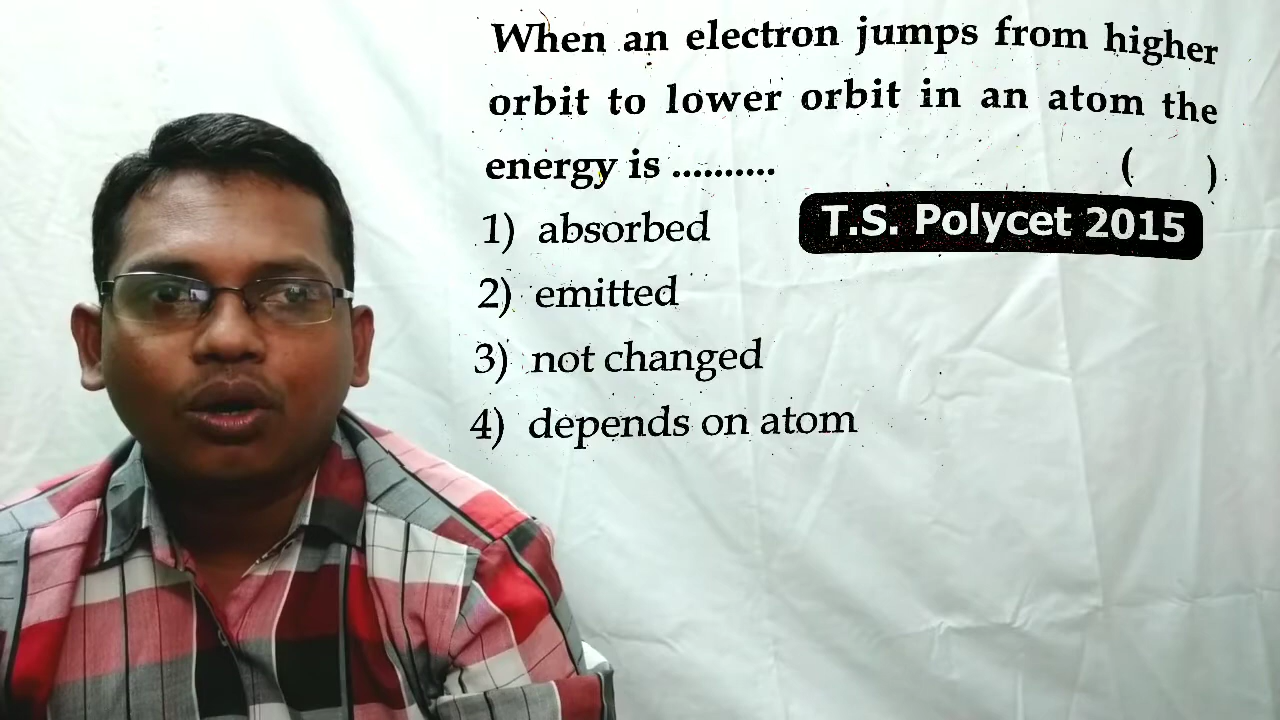 When an electron jumps from higher
orbit to lower orbit in an atom the
energy is ..........                    (    )
1) absorbed
T.S. Polycet 2015
2) emitted
3) not changed
4) depends on atom